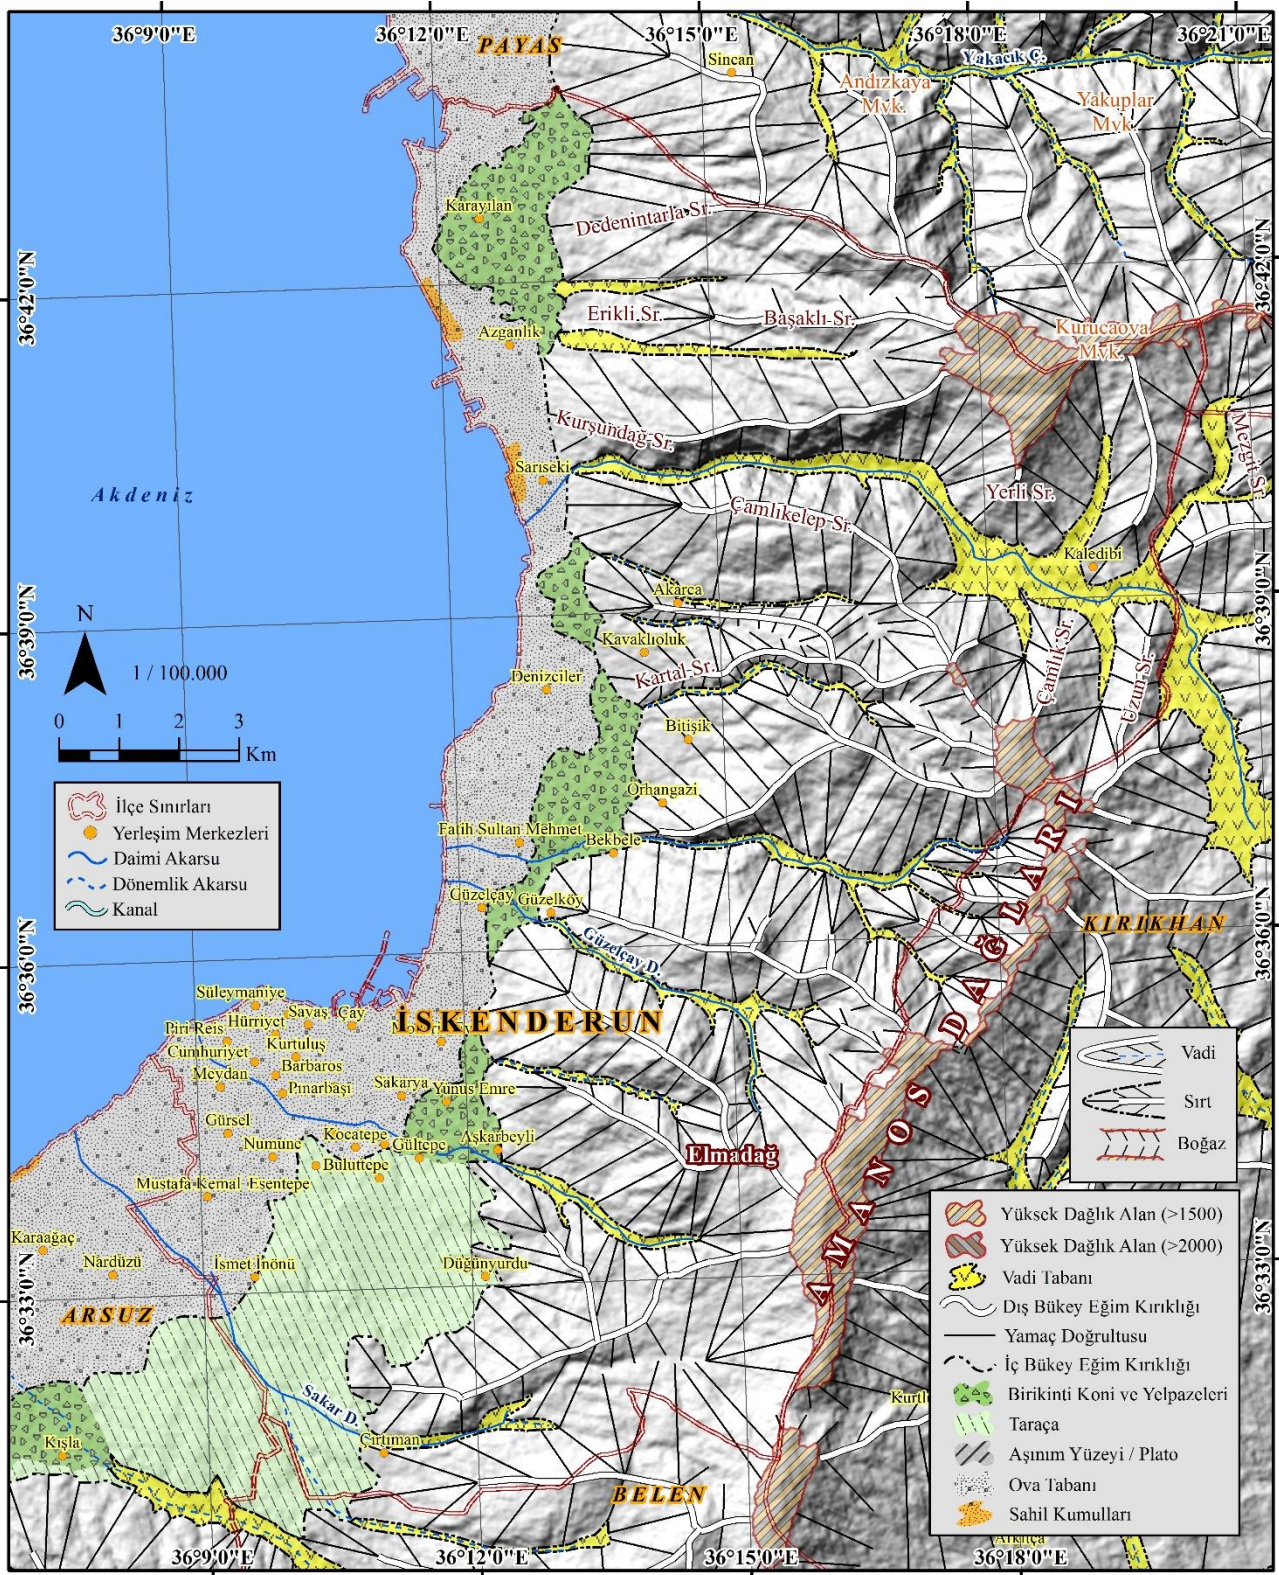 36°9'0"E
36°12'0"E
36°15'0"E
36°18'0"E
36°21'0"E
PAYAS
Sincan
Yakacık Ç.
Andızkaya
Mvk.
Yakuplar
Mvk.
Karayılan
Dedenintarla Sr.
36°42'0"N
36°42'0"N
Erikli Sr.
Başaklı Sr.
Azganlık
Kurucaova
Mvk.
Kurşundağ Sr.
Mezgit Sr.
Sarıseki
Akdeniz
Yerli Sr.
Çamlikelep Sr.
Kaledibi
Akarca
36°39'0"N
36°39'0"N
N
Kavaklıoluk
1 / 100.000
Kartal Sr.
Çamlık Sr.
Uzun Sr.
Denizciler
0 1 2 3
Km
Bitişik
Orhangazi
İlçe Sınırları
Yerleşim Merkezleri
Daimi Akarsu
Dönemlik Akarsu
Kanal
Fatih Sultan Mehmet
Bekbele
Güzelçay
Güzelköy
KIRIKHAN
Güzelçay D.
36°36'0"N
36°36'0"N
AMANOS DAĞLARI
Süleymaniye
Savaş
Çay
Piri Reis
Hürriyet
İSKENDERUN
Cumhuriyet
Kurtuluş
Meydan
Barbaros
Pınarbaşı
Sakarya
Yunus Emre
Gürsel
Kocatepe
Numune
Gültepe
Aşkarbeyli
Elmadağ
Buluttepe
Mustafa Kemal
Esentepe
Vadi
Sırt
Boğaz
Karaağaç
Nardüzü
İsmet İnönü
Düğünyurdu
36°33'0"N
36°33'0"N
ARSUZ
Yüksek Dağlık Alan (>1500)
Yüksek Dağlık Alan (>2000)
Vadi Tabanı
Dış Bükey Eğim Kırıklığı
Yamaç Doğrultusu
İç Bükey Eğim Kırıklığı
Birikinti Koni ve Yelpazeleri
Taraça
Aşınım Yüzeyi / Plato
Ova Tabanı
Sahil Kumulları
Sakar D.
Çırtıman
Kışla
BELEN
36°9'0"E
36°12'0"E
36°15'0"E
36°18'0"E